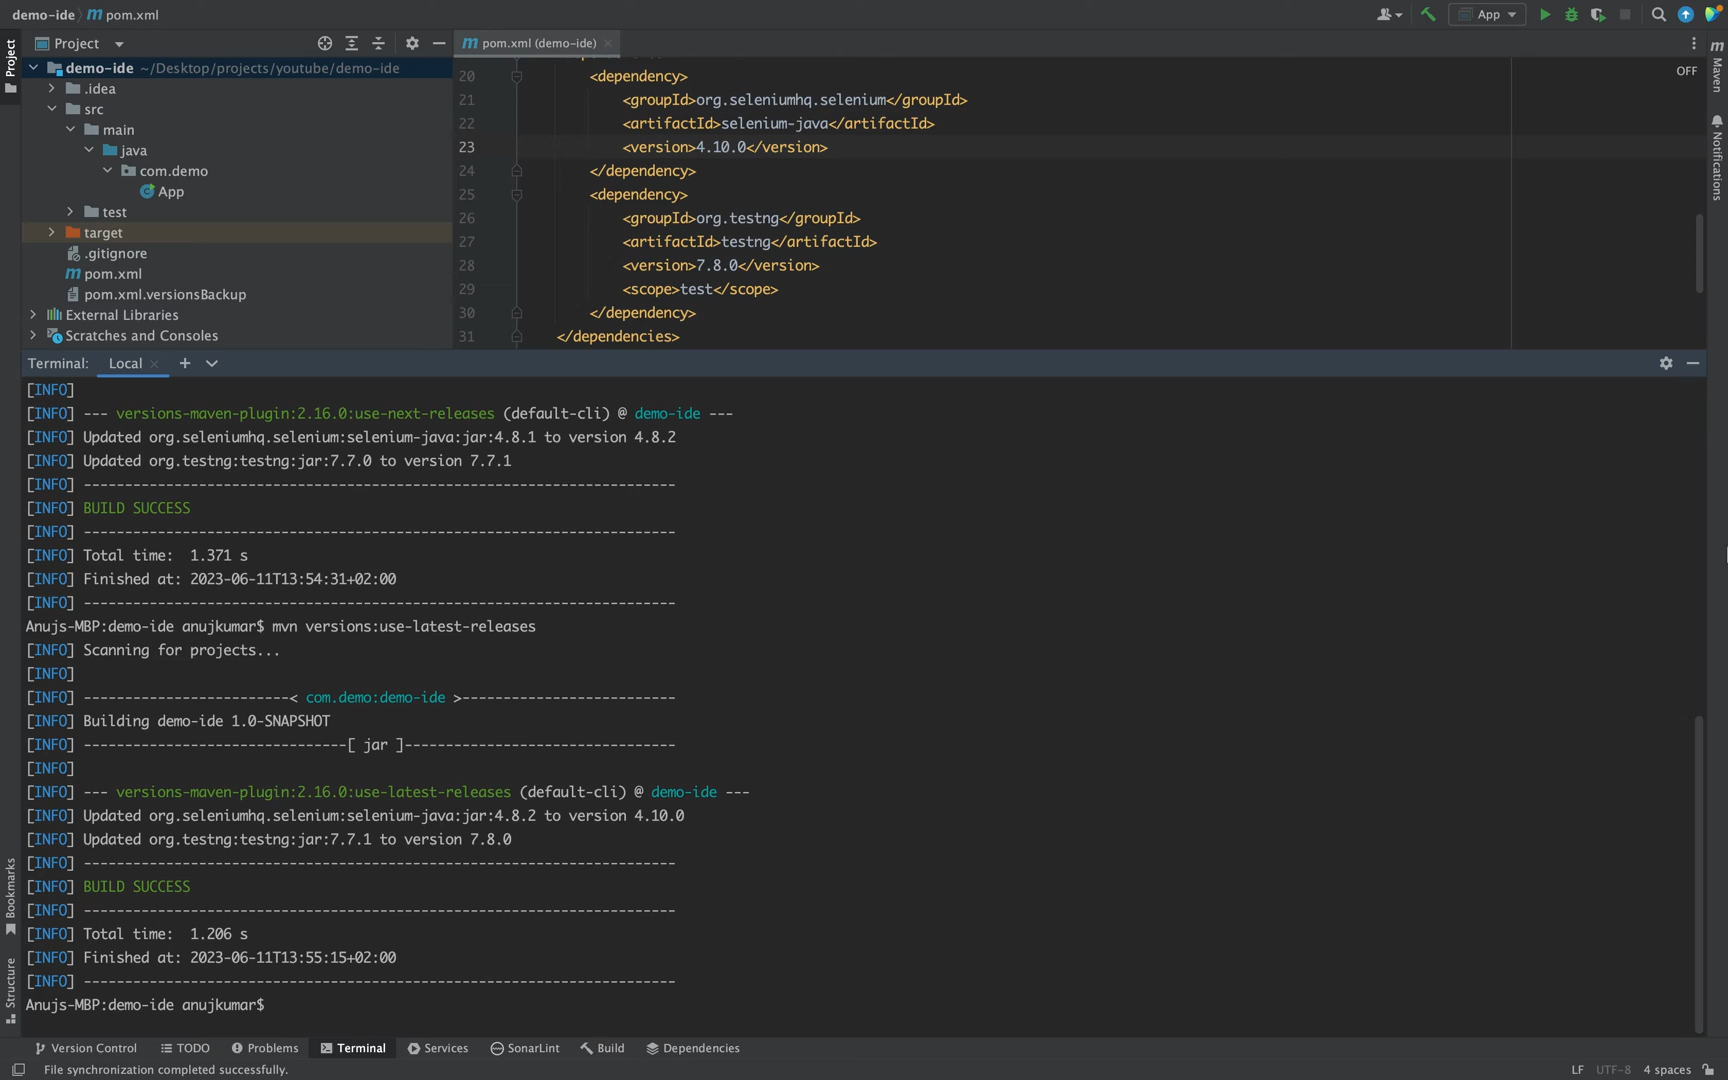 demo-ide pom.xml
App
Project
Project
demo-ide ~/Desktop/projects/youtube/demo-ide
.idea
src
main
java
com.demo
App
test
target
.gitignore
pom.xml
pom.xml.versionsBackup
External Libraries
Scratches and Consoles
pom.xml (demo-ide)
OFF
Maven
Notifications
20 <dependency>
21 <groupId>org.seleniumhq.selenium</groupId>
22 <artifactId>selenium-java</artifactId>
23 <version>4.10.0</version>
24 </dependency>
25 <dependency>
26 <groupId>org.testng</groupId>
27 <artifactId>testng</artifactId>
28 <version>7.8.0</version>
29 <scope>test</scope>
30 </dependency>
31 </dependencies>
Terminal: Local
[INFO]
[INFO] --- versions-maven-plugin:2.16.0:use-next-releases (default-cli) @ demo-ide ---
[INFO] Updated org.seleniumhq.selenium:selenium-java:jar:4.8.1 to version 4.8.2
[INFO] Updated org.testng:testng:jar:7.7.0 to version 7.7.1
[INFO] ------------------------------------------------------------------------
[INFO] BUILD SUCCESS
[INFO] ------------------------------------------------------------------------
[INFO] Total time:  1.371 s
[INFO] Finished at: 2023-06-11T13:54:31+02:00
[INFO] ------------------------------------------------------------------------
Anujs-MBP:demo-ide anujkumar$ mvn versions:use-latest-releases
[INFO] Scanning for projects...
[INFO]
[INFO] -------------------------< com.demo:demo-ide >--------------------------
[INFO] Building demo-ide 1.0-SNAPSHOT
[INFO] --------------------------------[ jar ]---------------------------------
[INFO]
[INFO] --- versions-maven-plugin:2.16.0:use-latest-releases (default-cli) @ demo-ide ---
[INFO] Updated org.seleniumhq.selenium:selenium-java:jar:4.8.2 to version 4.10.0
[INFO] Updated org.testng:testng:jar:7.7.1 to version 7.8.0
[INFO] ------------------------------------------------------------------------
[INFO] BUILD SUCCESS
[INFO] ------------------------------------------------------------------------
[INFO] Total time:  1.206 s
[INFO] Finished at: 2023-06-11T13:55:15+02:00
[INFO] ------------------------------------------------------------------------
Anujs-MBP:demo-ide anujkumar$
Bookmarks
Structure
Version Control TODO Problems Terminal Services SonarLint Build Dependencies
File synchronization completed successfully.
LF UTF-8 4 spaces